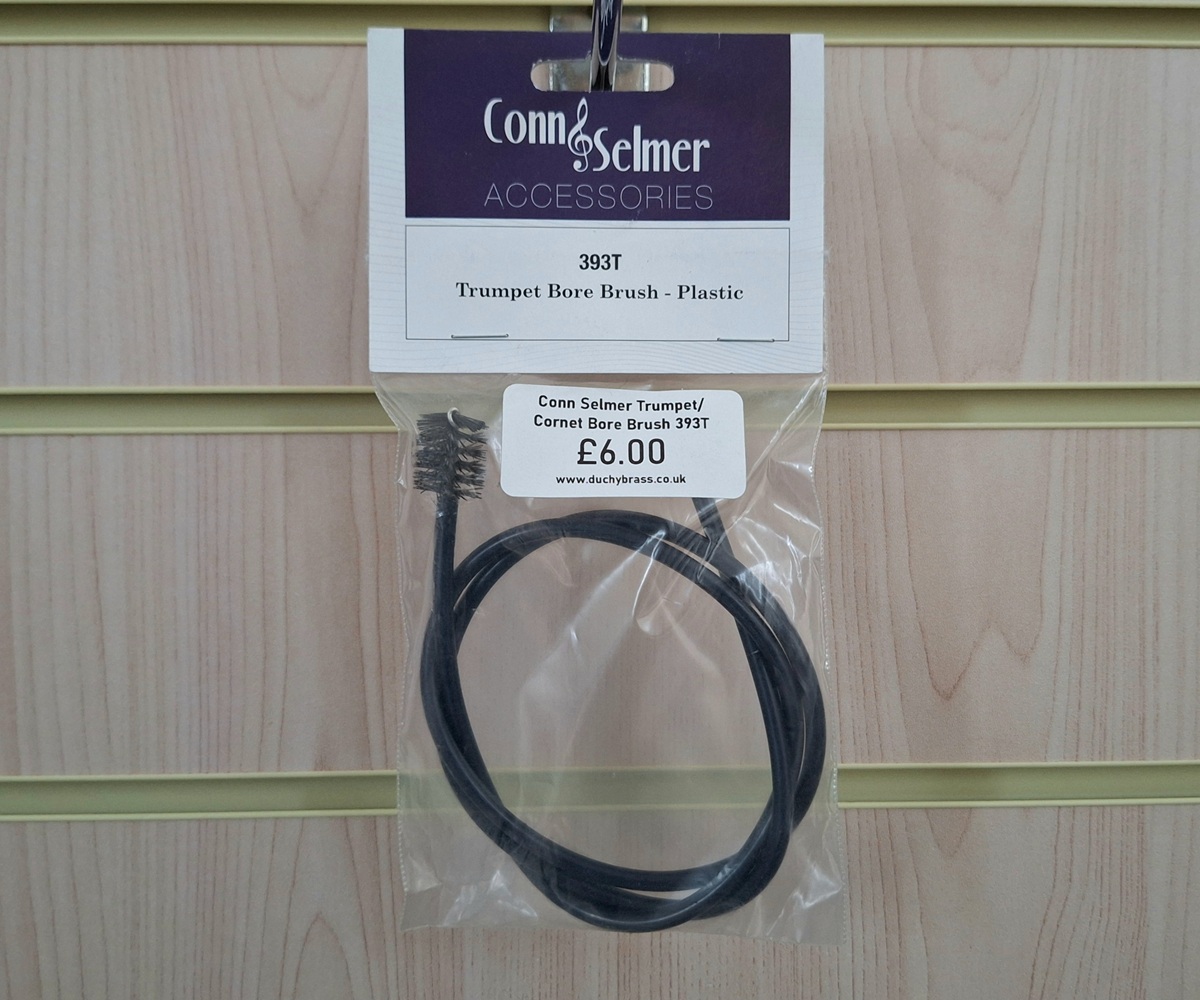 Conn Selmer
ACCESSORIES
393T
Trumpet Bore Brush - Plastic
Conn Selmer Trumpet/
Cornet Bore Brush 393T
£6.00
www.duchybrass.co.uk